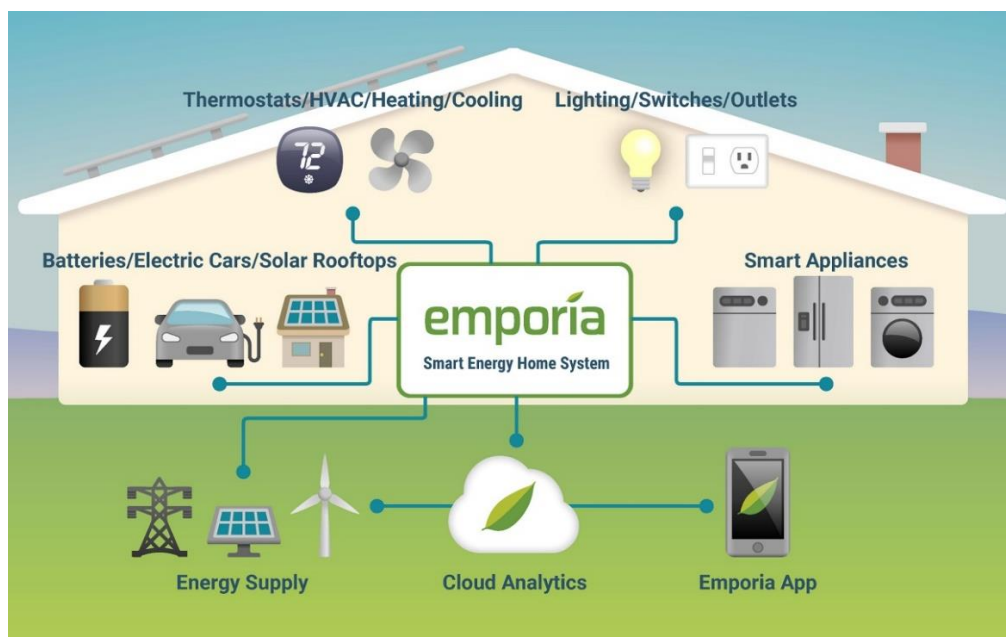 Thermostats/HVAC/Heating/Cooling
Lighting/Switches/Outlets
72
Batteries/Electric Cars/Solar Rooftops
Smart Appliances
emporia
Smart Energy Home System
Energy Supply
Cloud Analytics
Emporia App